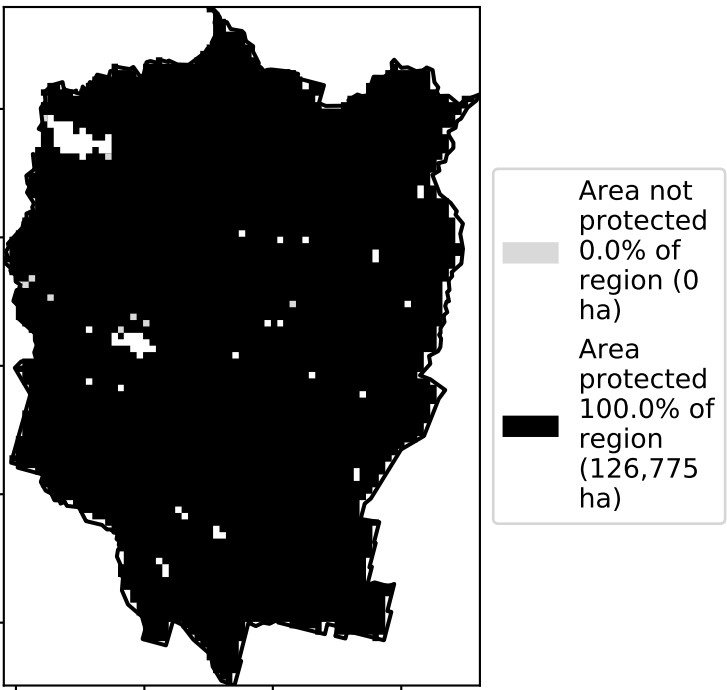 Area not
protected
0.0% of
region (0
ha)
Area
protected
100.0% of
region
(126,775
ha)